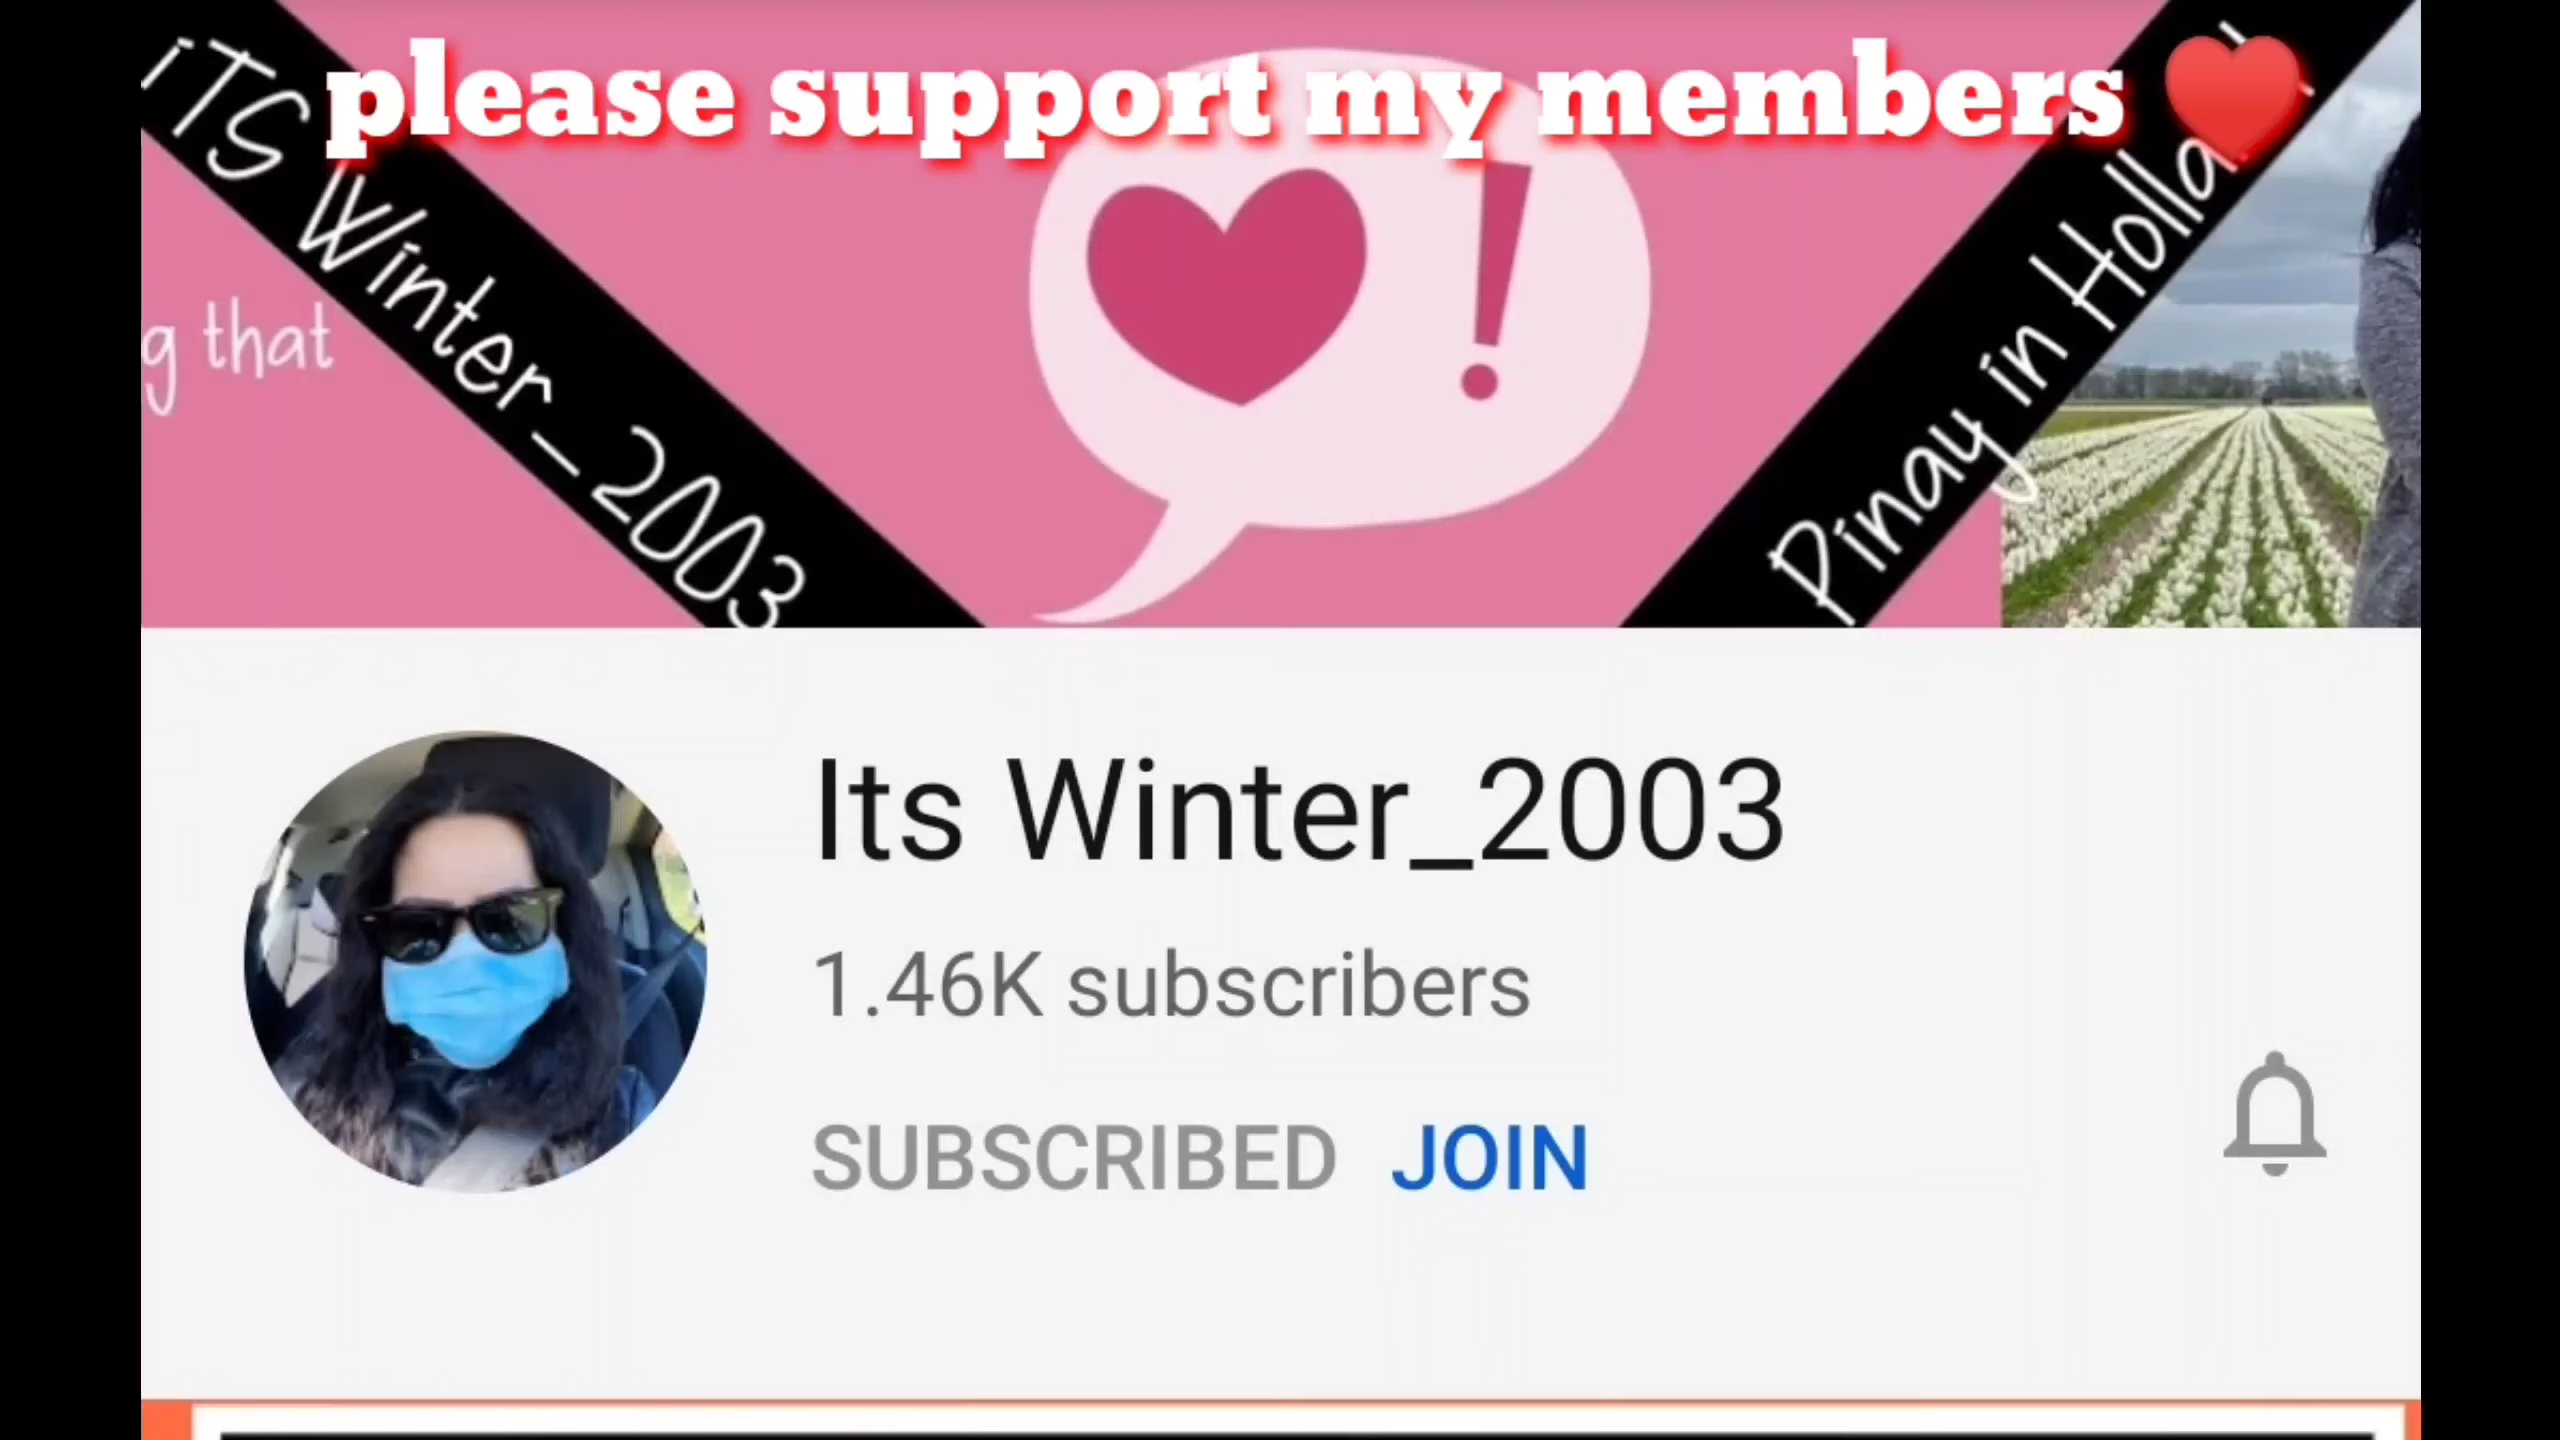 please support my members
iTS Winter_2003
g that
Pinay in Holla
Its Winter_2003
1.46K subscribers
SUBSCRIBED JOIN